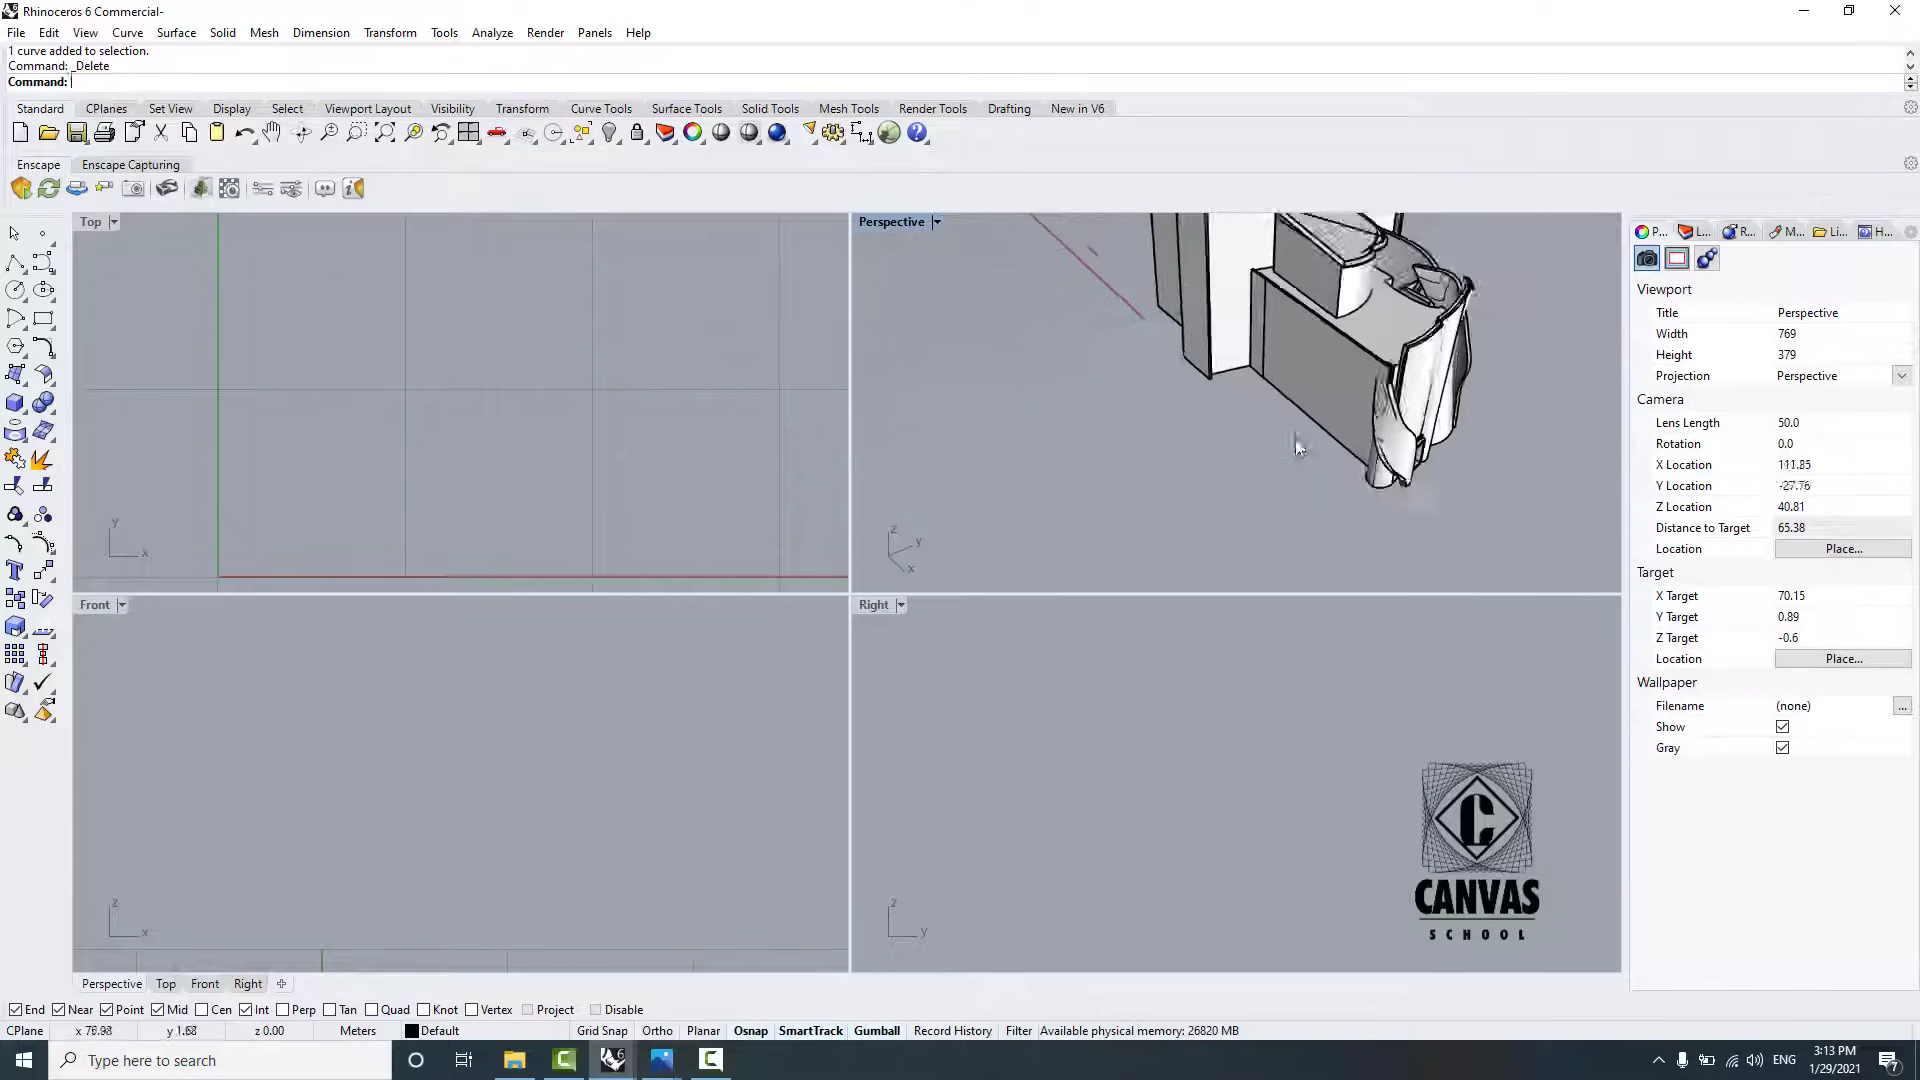 Rhinoceros 6 Commercial-
File Edit View Curve Surface Solid Mesh Dimension Transform Tools Analyze Render Panels Help
1 curve added to selection.
Command: _Delete
Command:
Standard CPlanes Set View Display Select Viewport Layout Visibility Transform Curve Tools Surface Tools Solid Tools Mesh Tools Render Tools Drafting New in V6
Enscape Enscape Capturing
Top Perspective P... L... R... M... Li... H...
Viewport
Title Perspective
Width 769
Height 379
Projection Perspective
Camera
Lens Length 50.0
Rotation 0.0
X Location 111.85
Y Location -27.76
Z Location 40.81
Distance to Target 65.38
Location Place...
Target
X Target 70.15
Y Target 0.89
Z Target -0.6
Location Place...
Wallpaper
Filename (none) ...
Show
Gray
y x z y x
Front Right
z x z y
CANVAS
SCHOOL
Perspective Top Front Right
End Near Point Mid Cen Int Perp Tan Quad Knot Vertex Project Disable
CPlane x 76.93 y 1.68 z 0.00 Meters Default Grid Snap Ortho Planar Osnap SmartTrack Gumball Record History Filter Available physical memory: 26820 MB
Type here to search ENG 3:13 PM
1/29/2021 7